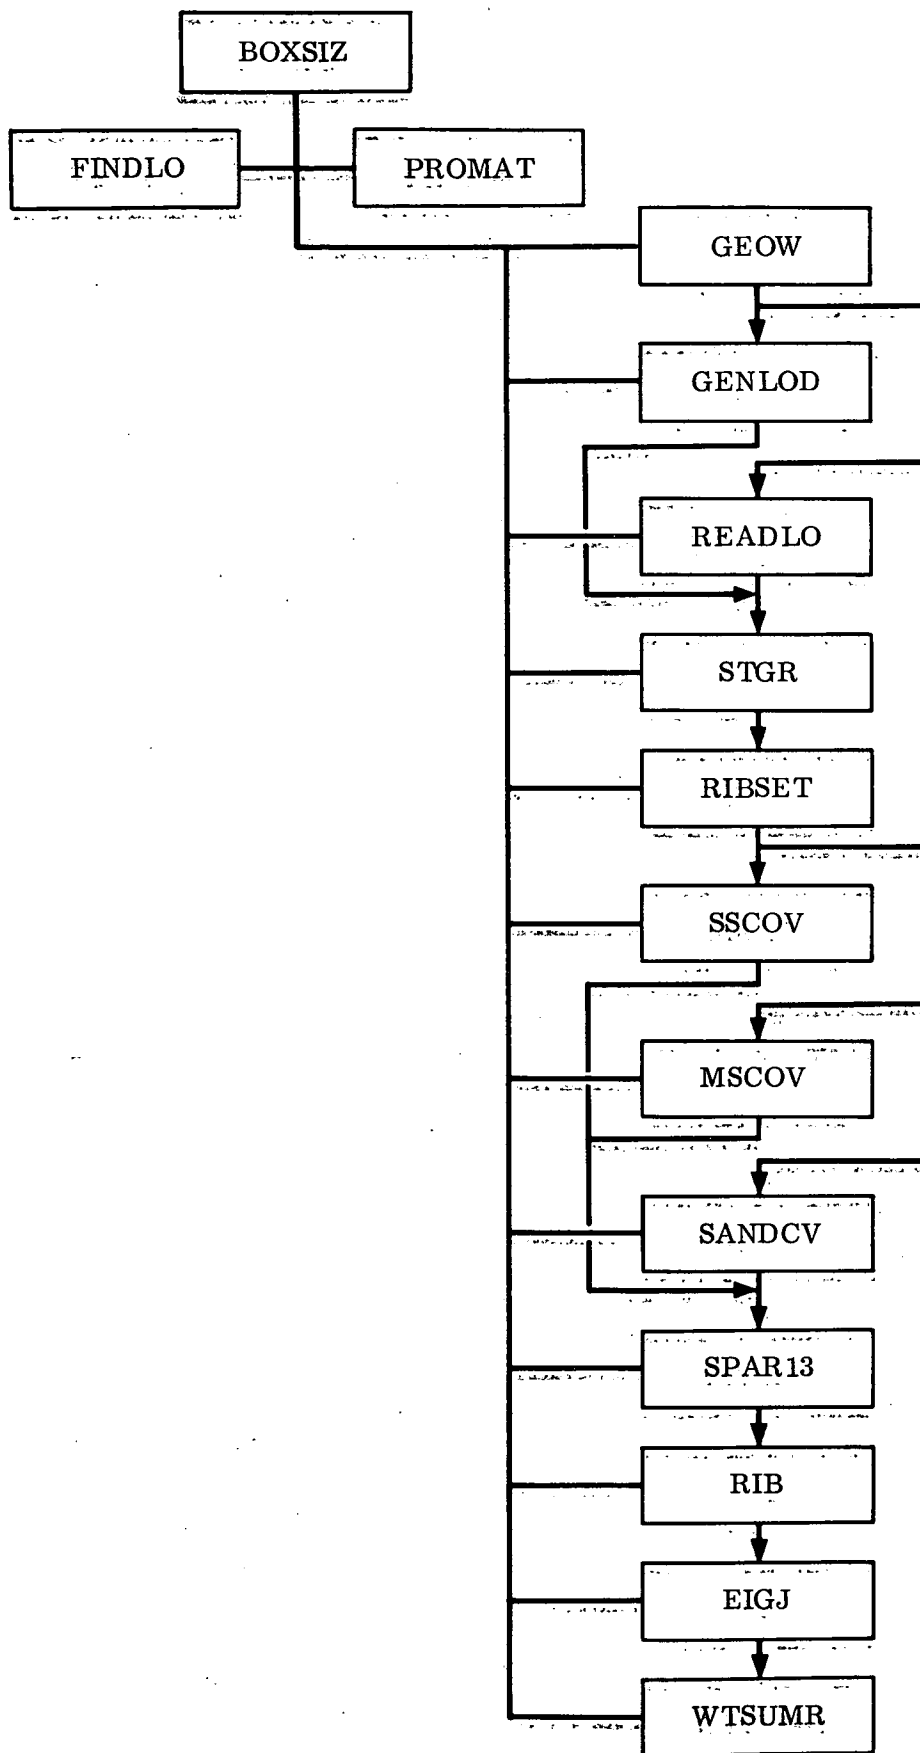 BOXSIZ
FINDLO
PROMAT
GEOW
GENLOD
READLO
STGR
RIBSET
SSCOV
MSCOV
SANDCV
SPAR13
RIB
EIGJ
WTSUMR